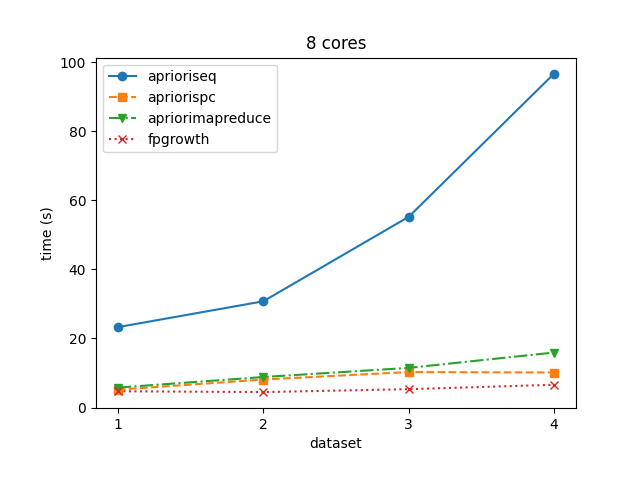 8 cores
aprioriseq
apriorispc
apriorimapreduce
fpgrowth
time (s)
100
80
60
40
20
0
1 2 3 4
dataset